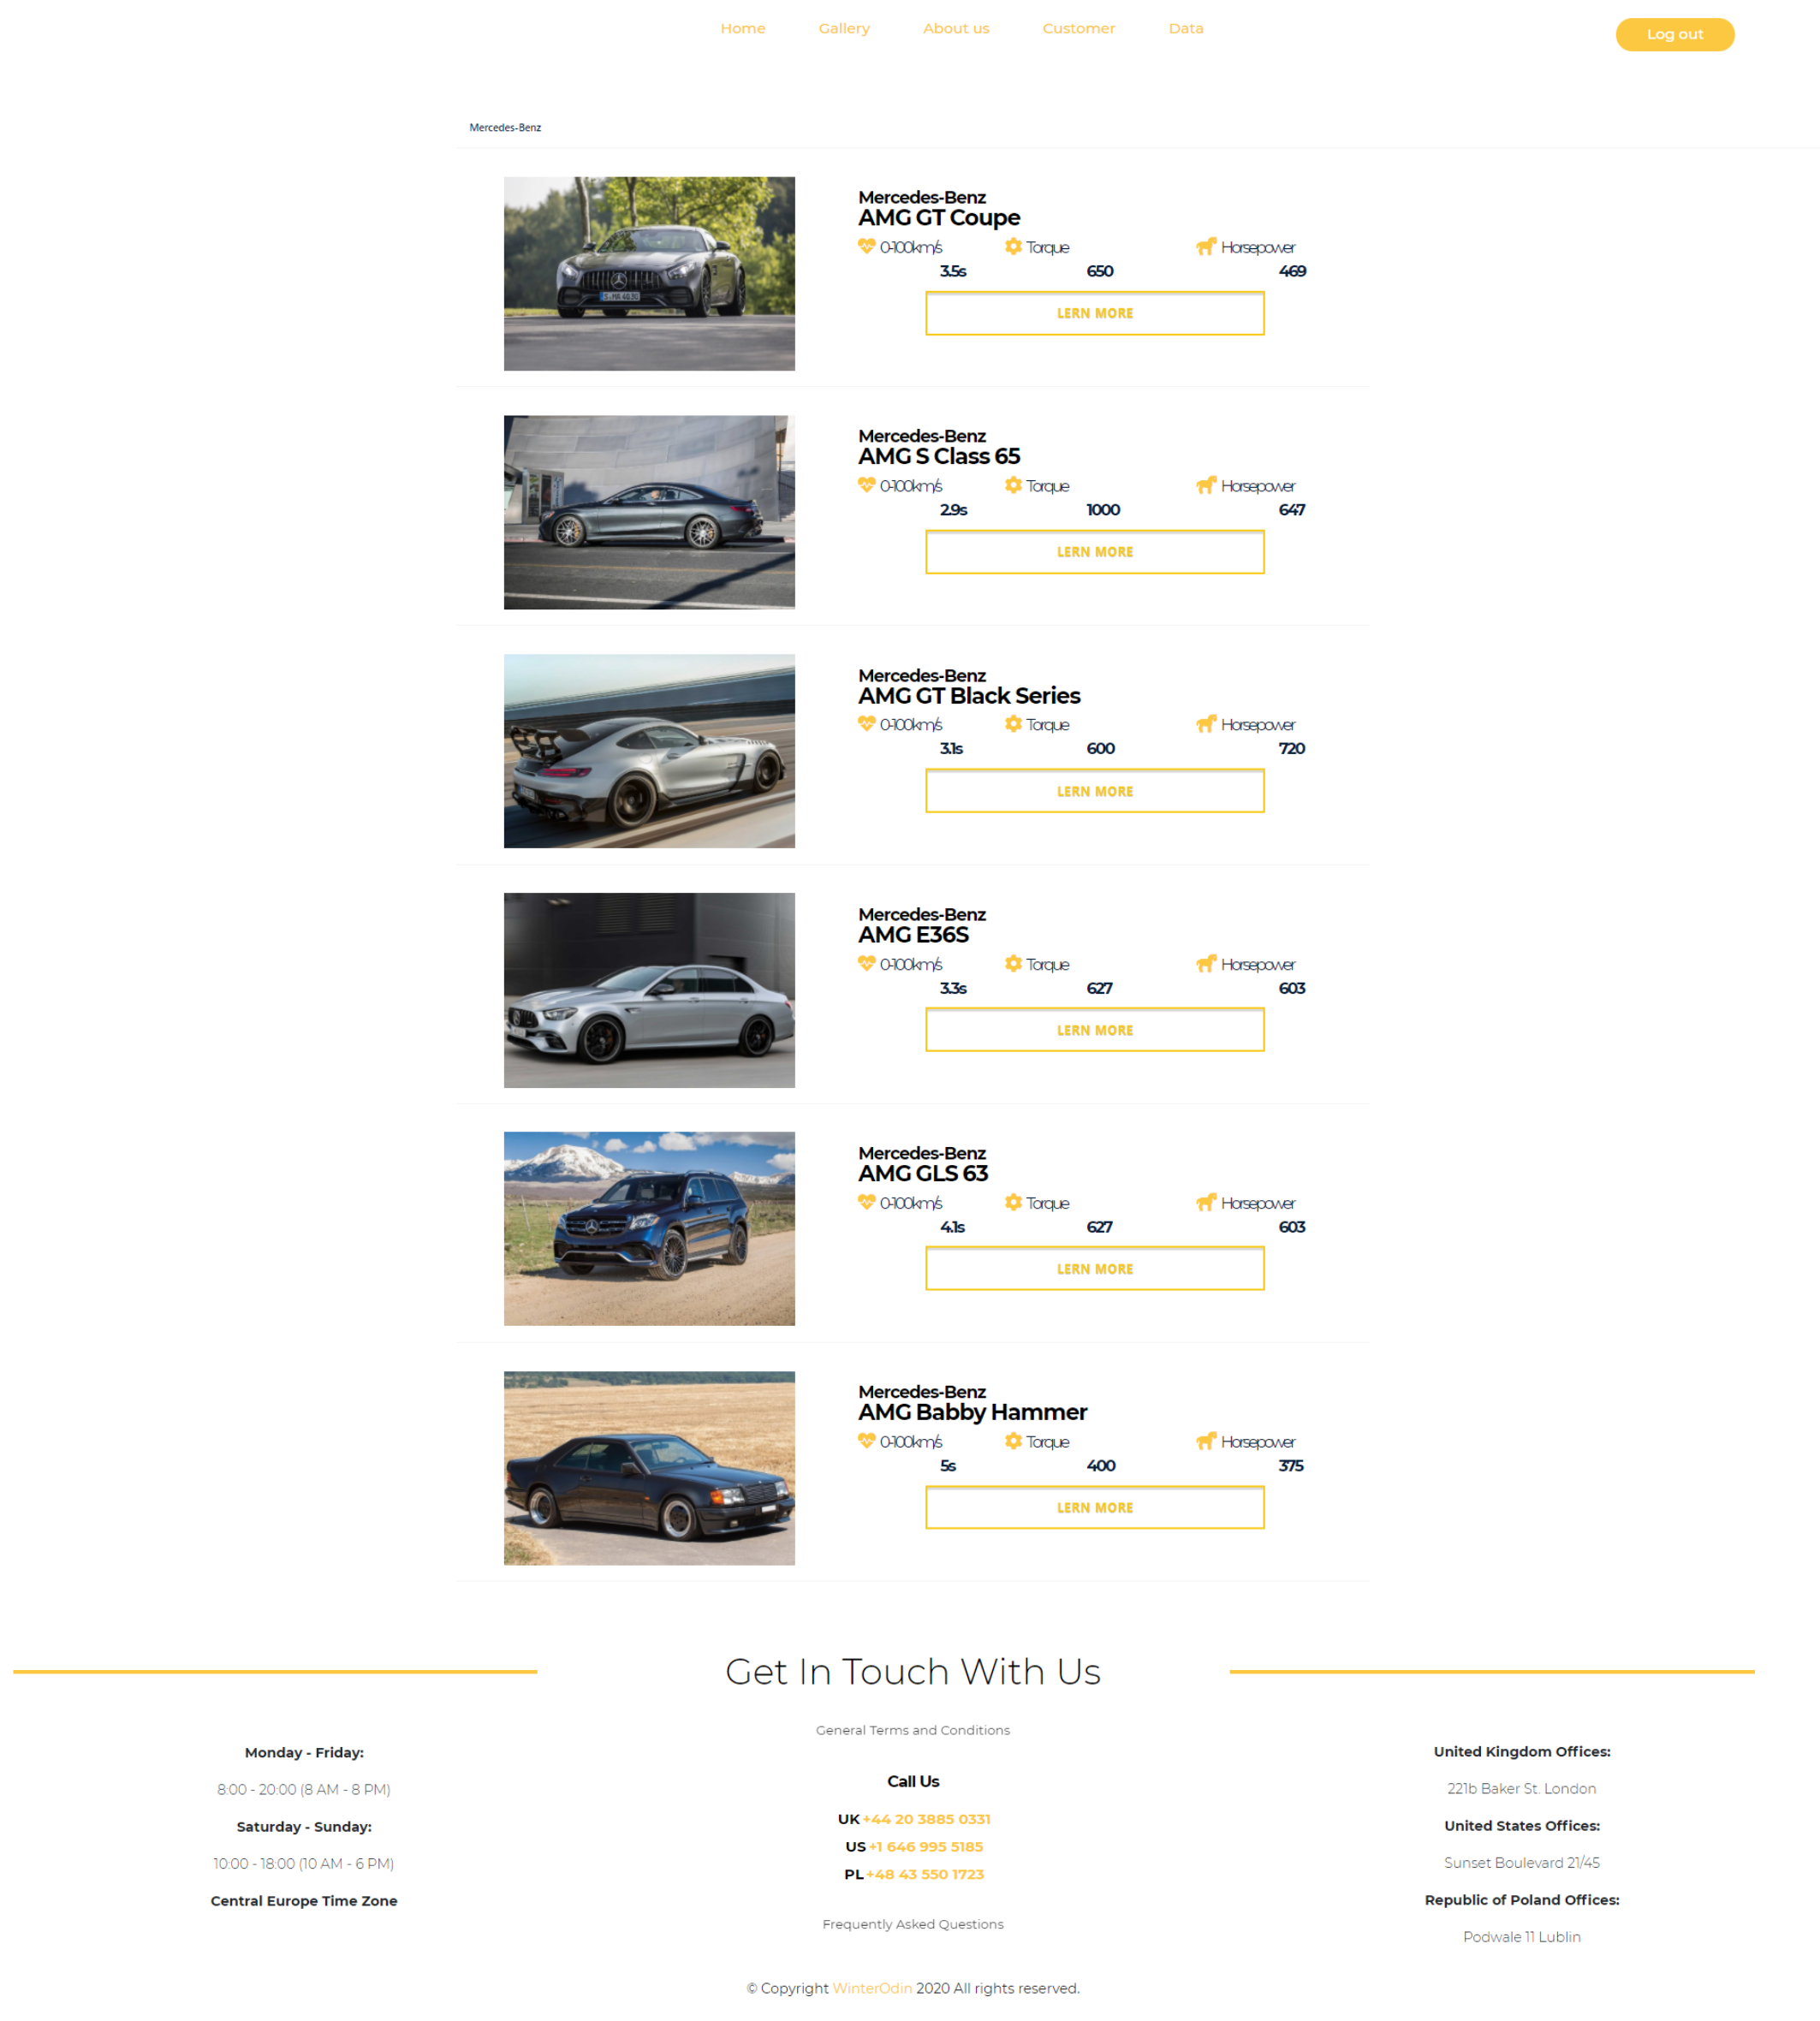 Home Gallery About us Customer Data Log out
Mercedes-Benz
Mercedes-Benz
AMG GT Coupe
0-100km/s Torque Horsepower
3.5s 650 469
LERN MORE
Mercedes-Benz
AMG S Class 65
0-100km/s Torque Horsepower
2.9s 1000 647
LERN MORE
Mercedes-Benz
AMG GT Black Series
0-100km/s Torque Horsepower
3.1s 600 720
LERN MORE
Mercedes-Benz
AMG E36S
0-100km/s Torque Horsepower
3.3s 627 603
LERN MORE
Mercedes-Benz
AMG GLS 63
0-100km/s Torque Horsepower
4.1s 627 603
LERN MORE
Mercedes-Benz
AMG Babby Hammer
0-100km/s Torque Horsepower
5s 400 375
LERN MORE
Get In Touch With Us
Monday - Friday:
8:00 - 20:00 (8 AM - 8 PM)
Saturday - Sunday:
10:00 - 18:00 (10 AM - 6 PM)
Central Europe Time Zone
General Terms and Conditions
Call Us
UK +44 20 3885 0331
US +1 646 995 5185
PL +48 43 550 1723
Frequently Asked Questions
United Kingdom Offices:
221b Baker St. London
United States Offices:
Sunset Boulevard 21/45
Republic of Poland Offices:
Podwale 11 Lublin
© Copyright WinterOdin 2020 All rights reserved.